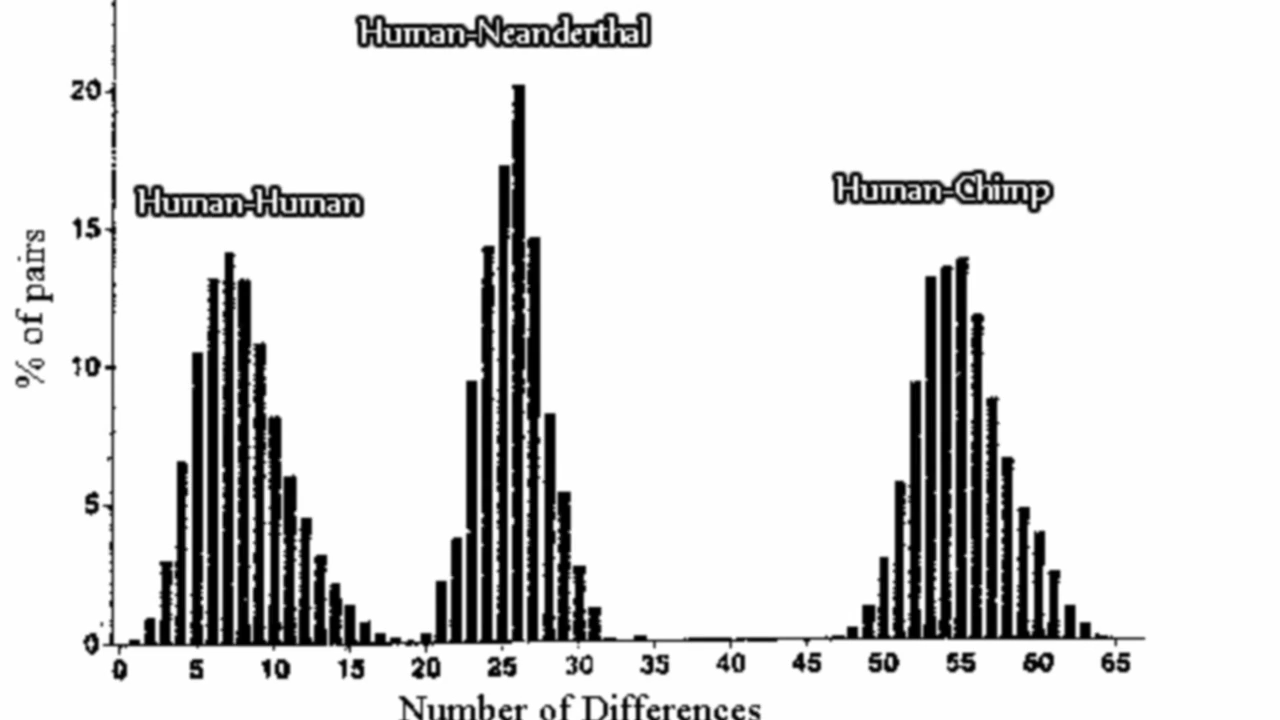 Human-Neanderthal
20
Human-Human
Human-Chimp
15
% of pairs
10
5
0
0 5 10 15 20 25 30 35 40 45 50 55 60 65
Number of Differences